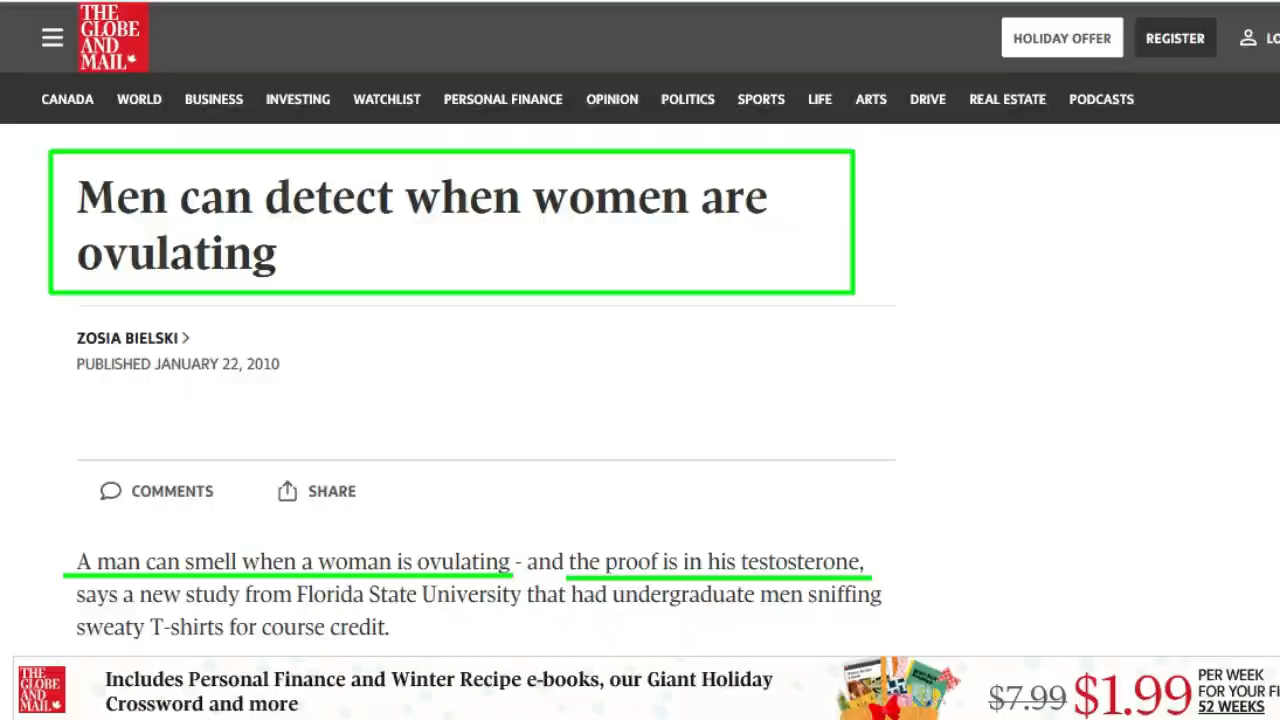 THE
GLOBE
AND
MAIL
HOLIDAY OFFER
REGISTER
CANADA WORLD BUSINESS INVESTING WATCHLIST PERSONAL FINANCE OPINION POLITICS SPORTS LIFE ARTS DRIVE REAL ESTATE PODCASTS
Men can detect when women are
ovulating
ZOSIA BIELSKI >
PUBLISHED JANUARY 22, 2010
COMMENTS SHARE
A man can smell when a woman is ovulating - and the proof is in his testosterone,
says a new study from Florida State University that had undergraduate men sniffing
sweaty T-shirts for course credit.
THE
GLOBE
AND
MAIL
Includes Personal Finance and Winter Recipe e-books, our Giant Holiday
Crossword and more
$7.99 $1.99
PER WEEK
FOR YOUR
52 WEEKS